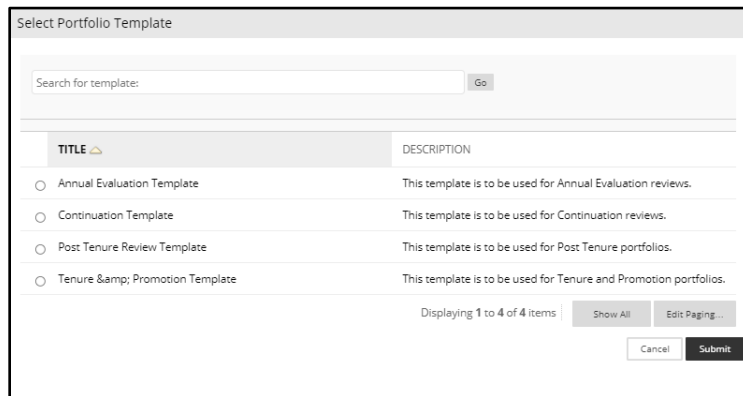 Select Portfolio Template
Search for template:
Go
TITLE DESCRIPTION
Annual Evaluation Template This template is to be used for Annual Evaluation reviews.
Continuation Template This template is to be used for Continuation reviews.
Post Tenure Review Template This template is to be used for Post Tenure portfolios.
Tenure &amp; Promotion Template This template is to be used for Tenure and Promotion portfolios.
Displaying 1 to 4 of 4 items Show All Edit Paging...
Cancel Submit